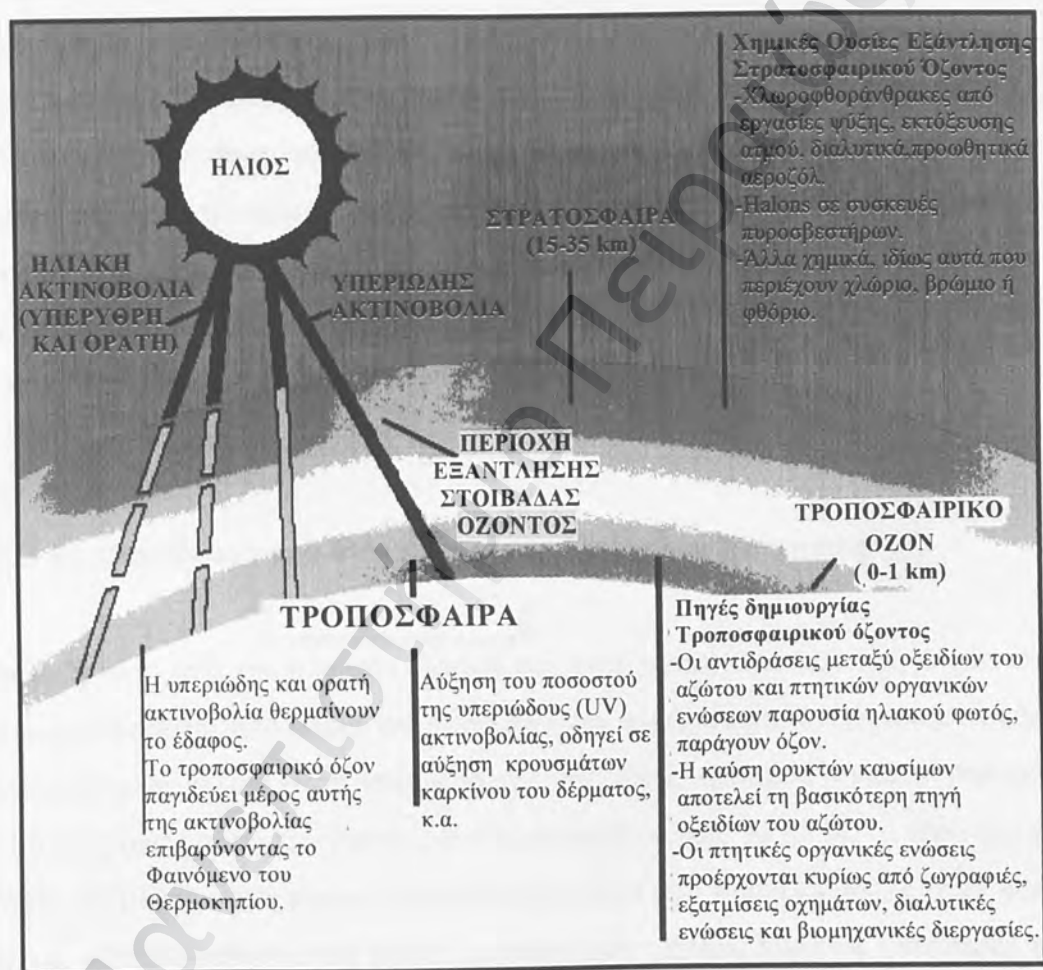 Χημικές Ουσίες Εξάντλησης
Στρατοσφαιρικού Όζοντος
-Χλωροφθοράνθρακες από
εργασίες ψύξης, εκτόξευσης
ατμού, διαλυτικά,προωθητικά
αεροζόλ.
-Halons σε συσκευές
πυροσβεστήρων.
-Άλλα χημικά, ιδίως αυτά που
περιέχουν χλώριο, βρώμιο ή
φθόριο.
ΗΛΙΟΣ
ΣΤΡΑΤΟΣΦΑΙΡΑ
(15-35 km)
ΗΛΙΑΚΗ
ΑΚΤΙΝΟΒΟΛΙΑ
(ΥΠΕΡΥΘΡΗ
ΚΑΙ ΟΡΑΤΗ)
ΥΠΕΡΙΩΔΗΣ
ΑΚΤΙΝΟΒΟΛΙΑ
ΠΕΡΙΟΧΗ
ΕΞΑΝΤΛΗΣΗΣ
ΣΤΟΙΒΑΔΑΣ
ΟΖΟΝΤΟΣ
ΤΡΟΠΟΣΦΑΙΡΙΚΟ
ΟΖΟΝ
( 0-1 km)
ΤΡΟΠΟΣΦΑΙΡΑ
Η υπεριώδης και ορατή
ακτινοβολία θερμαίνουν
το έδαφος.
Το τροποσφαιρικό όζον
παγιδεύει μέρος αυτής
της ακτινοβολίας
επιβαρύνοντας το
Φαινόμενο του
Θερμοκηπίου.
Αύξηση του ποσοστού
της υπεριώδους (UV)
ακτινοβολίας, οδηγεί σε
αύξηση κρουσμάτων
καρκίνου του δέρματος,
κ.α.
Πηγές δημιουργίας
Τροποσφαιρικού όζοντος
-Οι αντιδράσεις μεταξύ οξειδίων του
αζώτου και πτητικών οργανικών
ενώσεων παρουσία ηλιακού φωτός,
παράγουν όζον.
-Η καύση ορυκτών καυσίμων
αποτελεί τη βασικότερη πηγή
οξειδίων του αζώτου.
-Οι πτητικές οργανικές ενώσεις
προέρχονται κυρίως από ζωγραφιές,
εξατμίσεις οχημάτων, διαλυτικές
ενώσεις και βιομηχανικές διεργασίες.